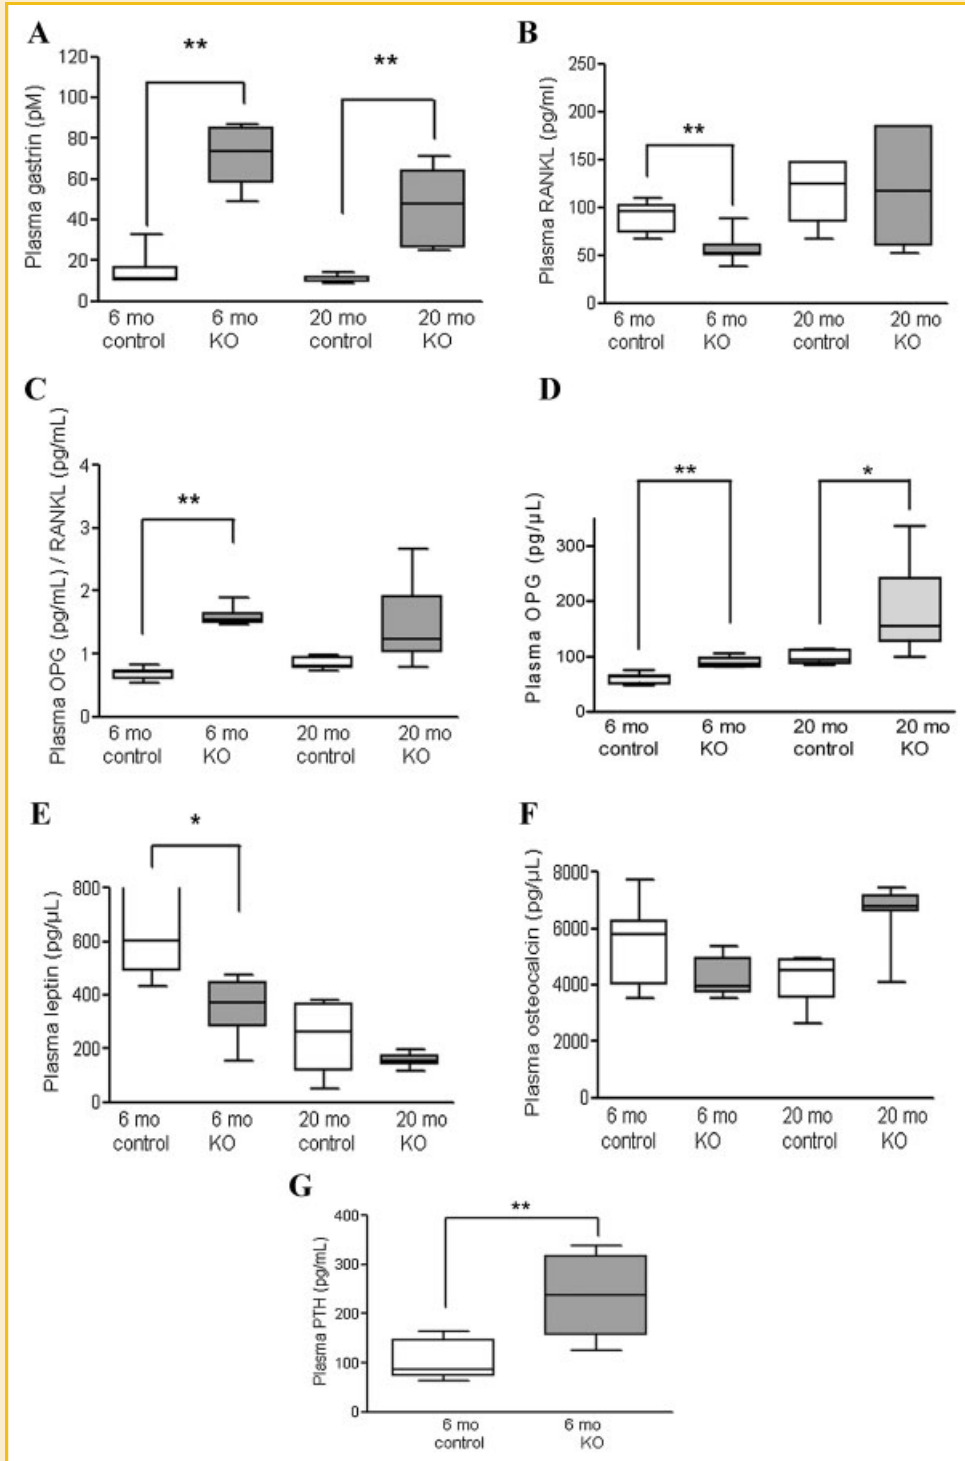 A
**
**
Plasma gastrin (pM)
120
100
80
60
40
20
0
6 mo control
6 mo KO
20 mo control
20 mo KO
B
**
Plasma RANKL (pg/ml)
250
200
150
100
50
0
6 mo control
6 mo KO
20 mo control
20 mo KO
C
**
Plasma OPG (pg/mL) / RANKL (pg/mL)
4
3
2
1
0
6 mo control
6 mo KO
20 mo control
20 mo KO
D
**
*
Plasma OPG (pg/µL)
300
200
100
0
6 mo control
6 mo KO
20 mo control
20 mo KO
E
*
Plasma leptin (pg/µL)
800
600
400
200
0
6 mo control
6 mo KO
20 mo control
20 mo KO
F
Plasma osteocalcin (pg/µL)
8000
6000
4000
2000
0
6 mo control
6 mo KO
20 mo control
20 mo KO
G
**
Plasma PTH (pg/mL)
400
300
200
100
0
6 mo control
6 mo KO